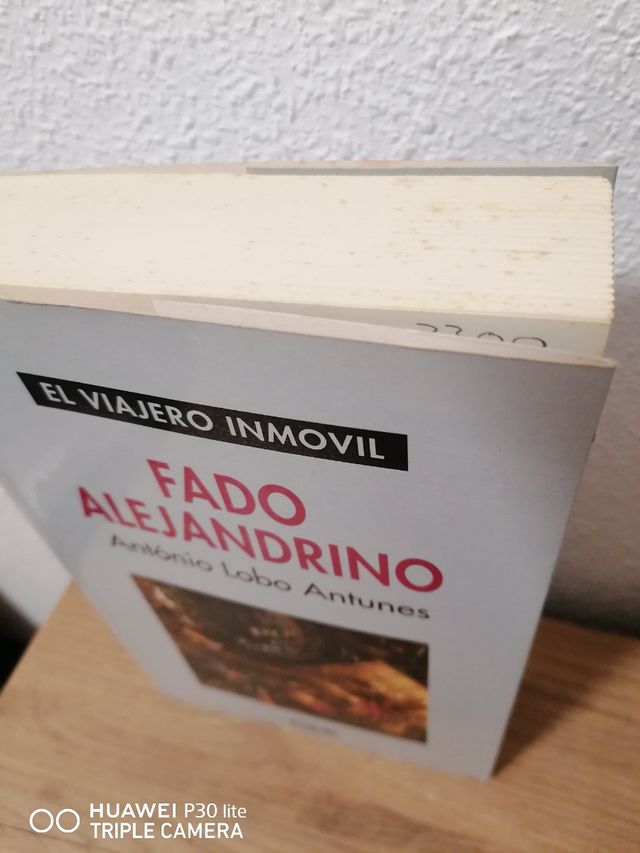 EL VIAJERO INMOVIL
FADO
ALEJANDRINO
António Lobo Antunes
HUAWEI P30 lite
TRIPLE CAMERA